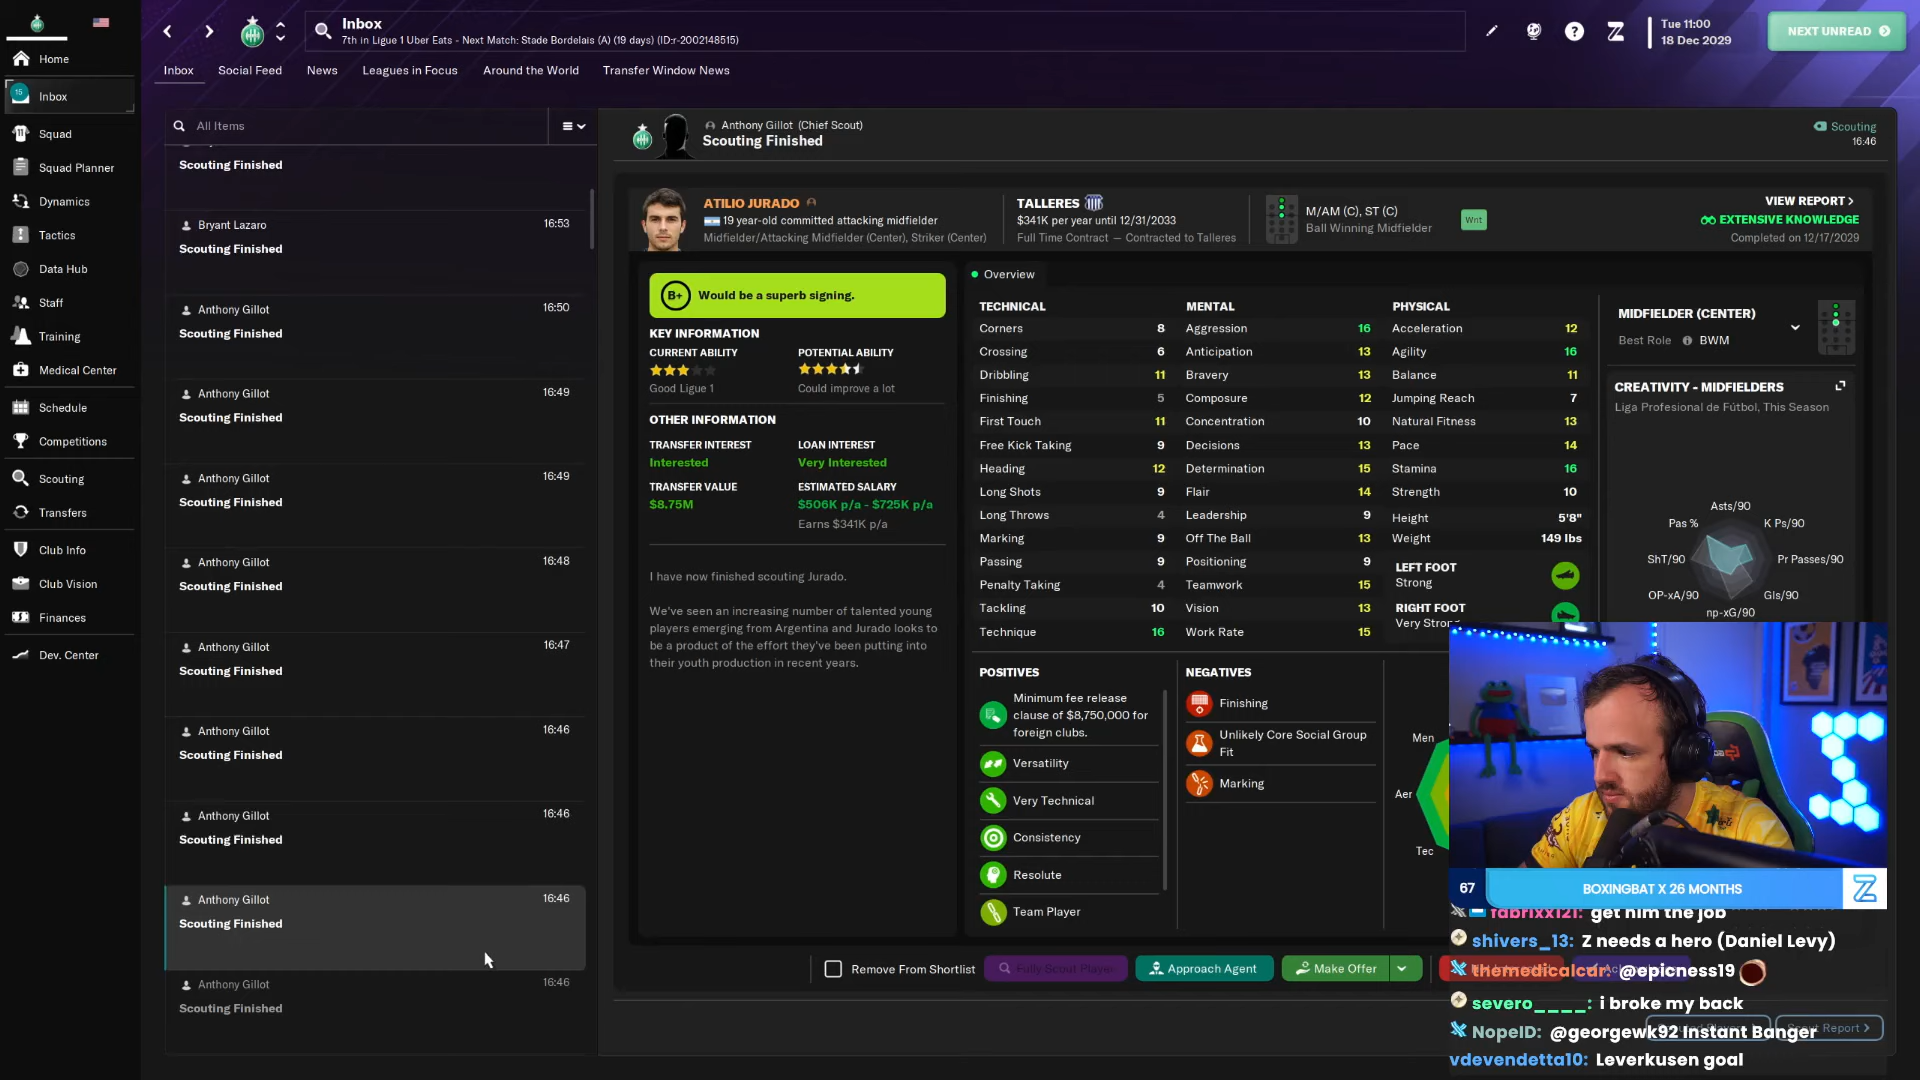 Inbox
7th in Ligue 1 Uber Eats - Next Match: Stade Bordelais (A) (19 days) (ID:r-2002148515)
Tue 11:00
18 Dec 2029
NEXT UNREAD
Inbox
Social Feed
News
Leagues in Focus
Around the World
Transfer Window News
Home
15
Inbox
Squad
Squad Planner
Dynamics
Tactics
Data Hub
Staff
Training
Medical Center
Schedule
Competitions
Scouting
Transfers
Club Info
Club Vision
Finances
Dev. Center
All Items
Scouting Finished
Bryant Lazaro 16:53
Scouting Finished
Anthony Gillot 16:50
Scouting Finished
Anthony Gillot 16:49
Scouting Finished
Anthony Gillot 16:49
Scouting Finished
Anthony Gillot 16:48
Scouting Finished
Anthony Gillot 16:47
Scouting Finished
Anthony Gillot 16:46
Scouting Finished
Anthony Gillot 16:46
Scouting Finished
Anthony Gillot 16:46
Scouting Finished
Anthony Gillot 16:46
Scouting Finished
Anthony Gillot (Chief Scout)
Scouting Finished
Scouting
16:46
ATILIO JURADO
19 year-old committed attacking midfielder
Midfielder/Attacking Midfielder (Center), Striker (Center)
TALLERES
$341K per year until 12/31/2033
Full Time Contract – Contracted to Talleres
M/AM (C), ST (C)
Ball Winning Midfielder
Wnt
VIEW REPORT >
EXTENSIVE KNOWLEDGE
Completed on 12/17/2029
B+ Would be a superb signing.
KEY INFORMATION
CURRENT ABILITY
Good Ligue 1
POTENTIAL ABILITY
Could improve a lot
OTHER INFORMATION
TRANSFER INTEREST
Interested
LOAN INTEREST
Very Interested
TRANSFER VALUE
$8.75M
ESTIMATED SALARY
$506K p/a - $725K p/a
Earns $341K p/a
I have now finished scouting Jurado.
We've seen an increasing number of talented young
players emerging from Argentina and Jurado looks to
be a product of the effort they've been putting into
their youth production in recent years.
Overview
TECHNICAL
Corners 8
Crossing 6
Dribbling 11
Finishing 5
First Touch 11
Free Kick Taking 9
Heading 12
Long Shots 9
Long Throws 4
Marking 9
Passing 9
Penalty Taking 4
Tackling 10
Technique 16
MENTAL
Aggression 16
Anticipation 13
Bravery 13
Composure 12
Concentration 10
Decisions 13
Determination 15
Flair 14
Leadership 9
Off The Ball 13
Positioning 9
Teamwork 15
Vision 13
Work Rate 15
PHYSICAL
Acceleration 12
Agility 16
Balance 11
Jumping Reach 7
Natural Fitness 13
Pace 14
Stamina 16
Strength 10
Height 5'8"
Weight 149 lbs
LEFT FOOT
Strong
RIGHT FOOT
Very Strong
MIDFIELDER (CENTER)
Best Role BWM
CREATIVITY - MIDFIELDERS
Liga Profesional de Fútbol, This Season
Asts/90
Pas %
K Ps/90
ShT/90
Pr Passes/90
OP-xA/90
Gls/90
np-xG/90
POSITIVES
Minimum fee release
clause of $8,750,000 for
foreign clubs.
Versatility
Very Technical
Consistency
Resolute
Team Player
NEGATIVES
Finishing
Unlikely Core Social Group
Fit
Marking
Men
Aer
Tec
Remove From Shortlist
Fully Scout Player
Approach Agent
Make Offer
67
BOXINGBAT X 26 MONTHS
fabrixx121: get him the job
shivers_13: Z needs a hero (Daniel Levy)
themedicalcur: @epicness19
severo____: i broke my back
NopeID: @georgewk92 Instant Banger
Report >
vdevendetta10: Leverkusen goal